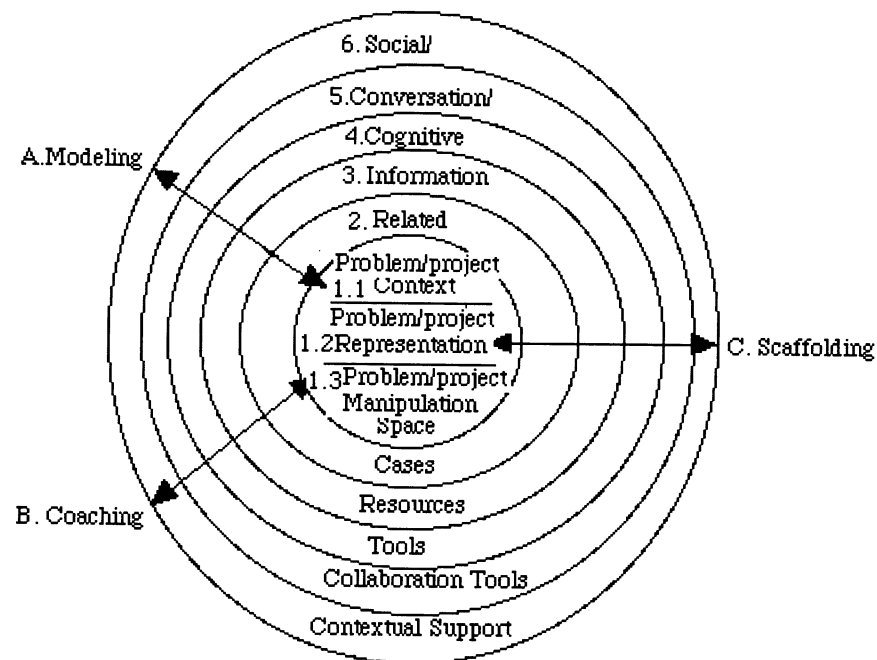 6. Social/
5.Conversation/
4.Cognitive
A.Modeling
3. Information
2. Related
Problem/project
1.1 Context
Problem/project
1.2Representation
C. Scaffolding
1.3Problem/project
Manipulation
Space
Cases
Resources
B. Coaching
Tools
Collaboration Tools
Contextual Support